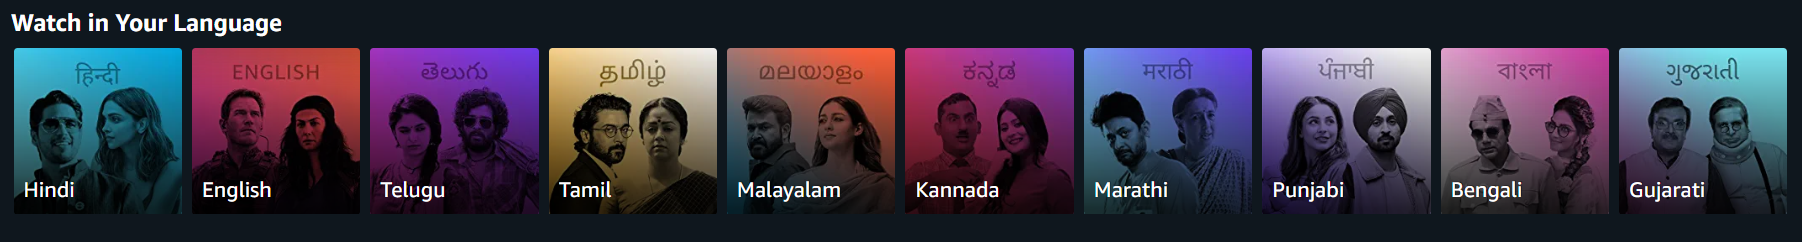 Watch in Your Language
हिन्दी
Hindi
ENGLISH
English
తెలుగు
Telugu
தமிழ்
Tamil
മലയാളം
Malayalam
ಕನ್ನಡ
Kannada
मराठी
Marathi
ਪੰਜਾਬੀ
Punjabi
বাংলা
Bengali
ગુજરાતી
Gujarati